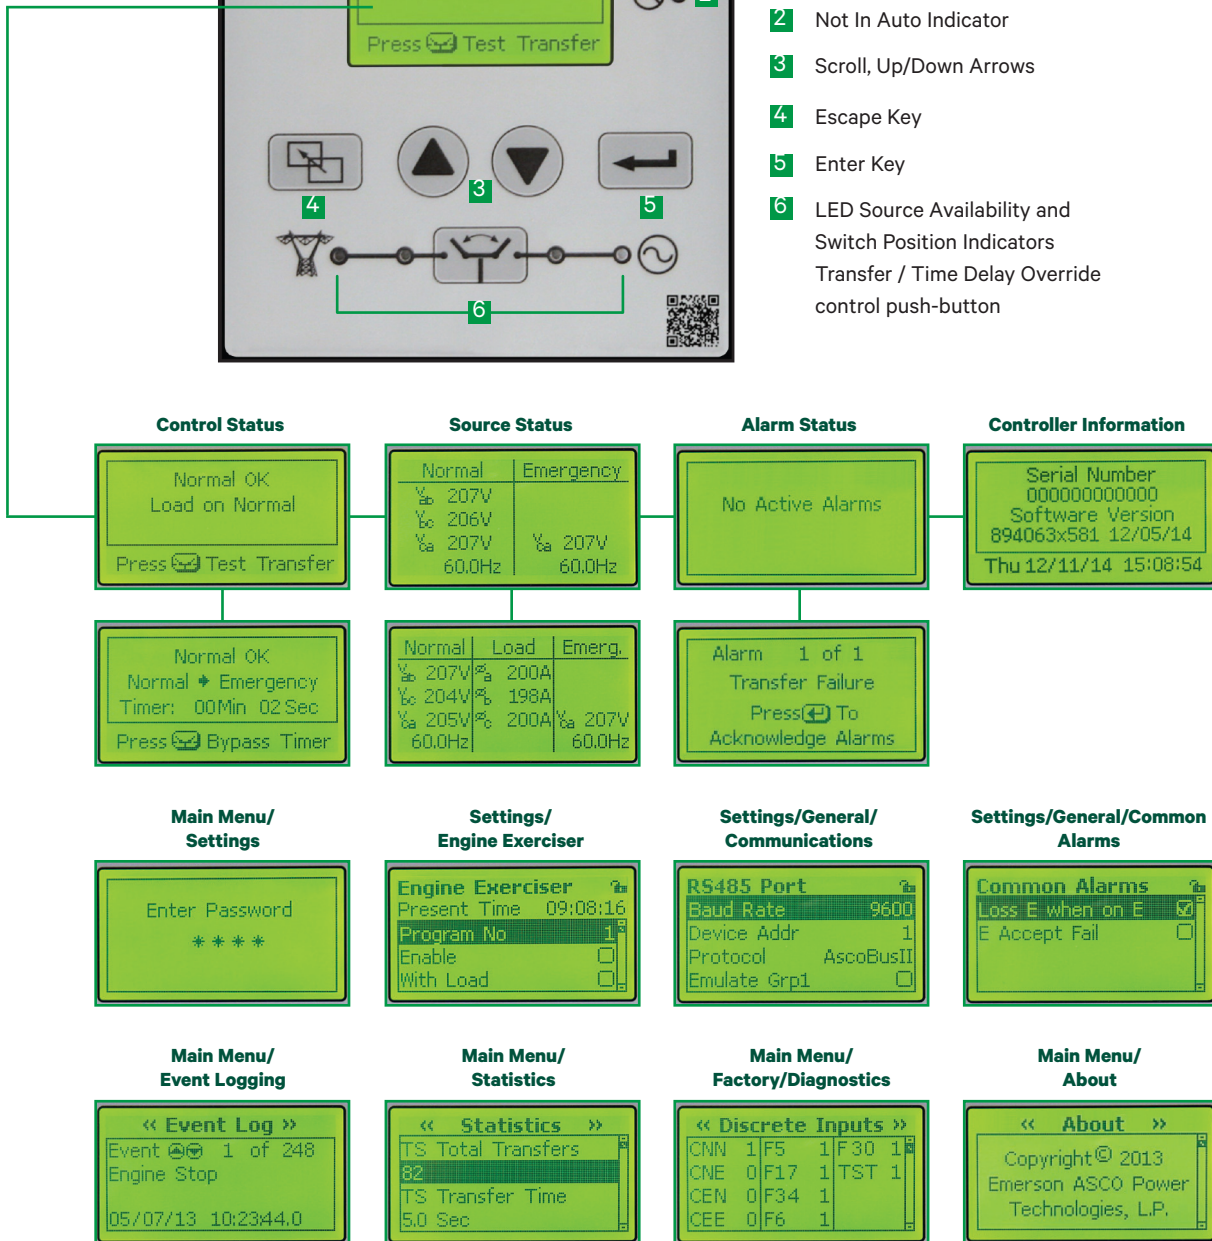 Press Test Transfer
2 Not In Auto Indicator
3 Scroll, Up/Down Arrows
4 Escape Key
5 Enter Key
6 LED Source Availability and
Switch Position Indicators
Transfer / Time Delay Override
control push-button
3
4
5
6
Control Status
Normal OK
Load on Normal
Press Test Transfer
Source Status
Normal Emergency
Vab 207V
Vbc 206V
Vca 207V Vca 207V
60.0Hz 60.0Hz
Alarm Status
No Active Alarms
Controller Information
Serial Number
000000000000
Software Version
894063x581 12/05/14
Thu 12/11/14 15:08:54
Normal OK
Normal → Emergency
Timer: 00Min 02Sec
Press Bypass Timer
Normal Load Emerg.
Vab 207V a 200A
Vbc 204V b 198A
Vca 205V c 200A Vca 207V
60.0Hz 60.0Hz
Alarm 1 of 1
Transfer Failure
Press To
Acknowledge Alarms
Main Menu/
Settings
Enter Password
****
Settings/
Engine Exerciser
Engine Exerciser
Present Time 09:08:16
Program No 1
Enable
With Load
Settings/General/
Communications
RS485 Port
Baud Rate 9600
Device Addr 1
Protocol AscoBusII
Emulate Grp1
Settings/General/Common
Alarms
Common Alarms
Loss E when on E
E Accept Fail
Main Menu/
Event Logging
‹‹ Event Log ››
Event 1 of 248
Engine Stop
05/07/13 10:23:44.0
Main Menu/
Statistics
‹‹ Statistics ››
TS Total Transfers
82
TS Transfer Time
5.0 Sec
Main Menu/
Factory/Diagnostics
‹‹ Discrete Inputs ››
CNN 1 F5 1 F30 1
CNE 0 F17 1 TST 1
CEN 0 F34 1
CEE 0 F6 1
Main Menu/
About
‹‹ About ››
Copyright© 2013
Emerson ASCO Power
Technologies, L.P.